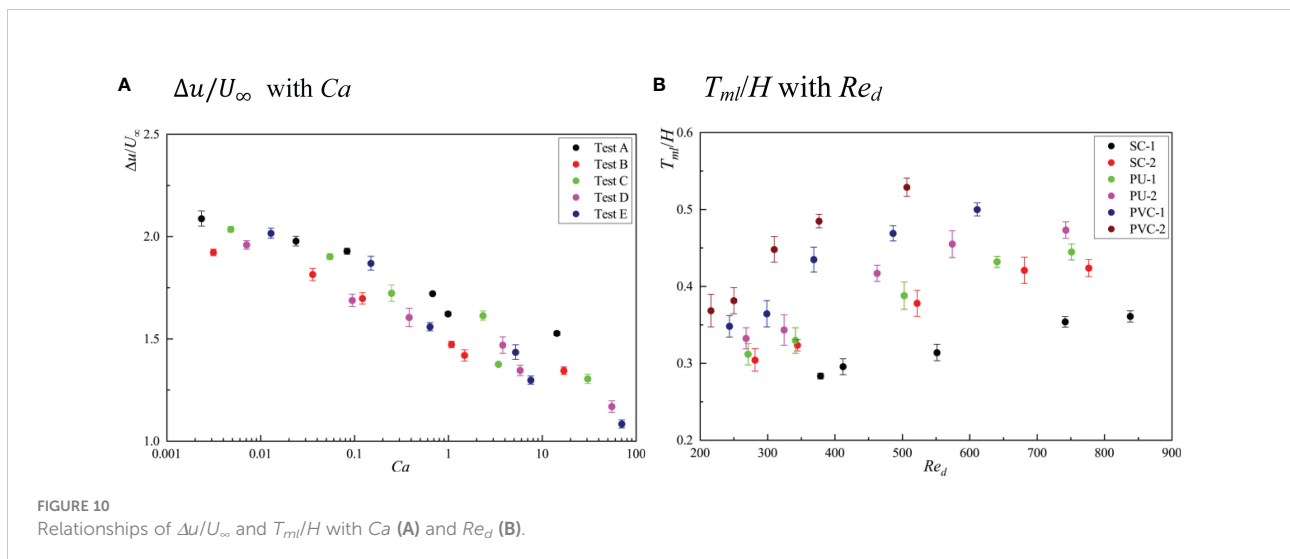 A Δu/U∞ with Ca
B Tml/H with Red
Δu/U∞
2.5
2.0
1.5
1.0
0.001
0.01
0.1
1
10
100
Ca
Test A
Test B
Test C
Test D
Test E
Tml/H
0.6
0.5
0.4
0.3
0.2
200
300
400
500
600
700
800
900
Red
SC-1
SC-2
PU-1
PU-2
PVC-1
PVC-2
FIGURE 10
Relationships of Δu/U∞ and Tml/H with Ca (A) and Red (B).